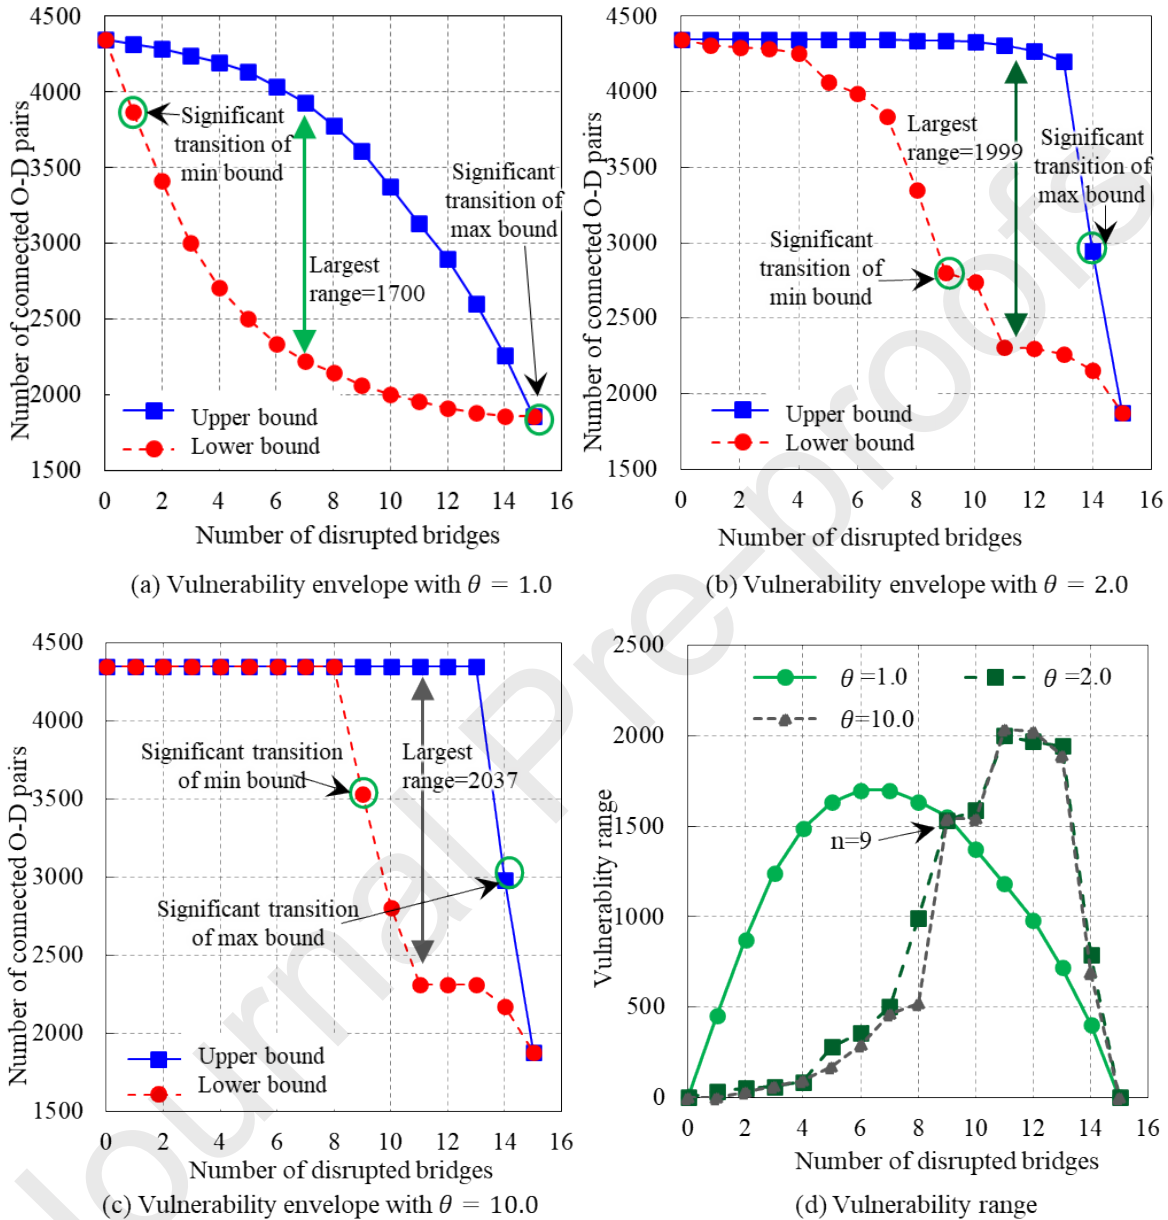 4500
4000
3500
3000
2500
2000
1500
Number of connected O-D pairs
Significant
transition of
min bound
Significant
transition of
max bound
Largest
range=1700
Upper bound
Lower bound
0 2 4 6 8 10 12 14 16
Number of disrupted bridges
(a) Vulnerability envelope with θ = 1.0
4500
4000
3500
3000
2500
2000
1500
Number of connected O-D pairs
Largest
range=1999
Significant
transition of
max bound
Significant
transition of
min bound
Upper bound
Lower bound
0 2 4 6 8 10 12 14 16
Number of disrupted bridges
(b) Vulnerability envelope with θ = 2.0
4500
4000
3500
3000
2500
2000
1500
Number of connected O-D pairs
Significant transition
of min bound
Largest
range=2037
Significant transition
of max bound
Upper bound
Lower bound
0 2 4 6 8 10 12 14 16
Number of disrupted bridges
(c) Vulnerability envelope with θ = 10.0
2500
2000
1500
1000
500
0
Vulnerablity range
θ =1.0
θ =2.0
θ=10.0
n=9
0 2 4 6 8 10 12 14 16
Number of disrupted bridges
(d) Vulnerability range
Journal Pre-proofs